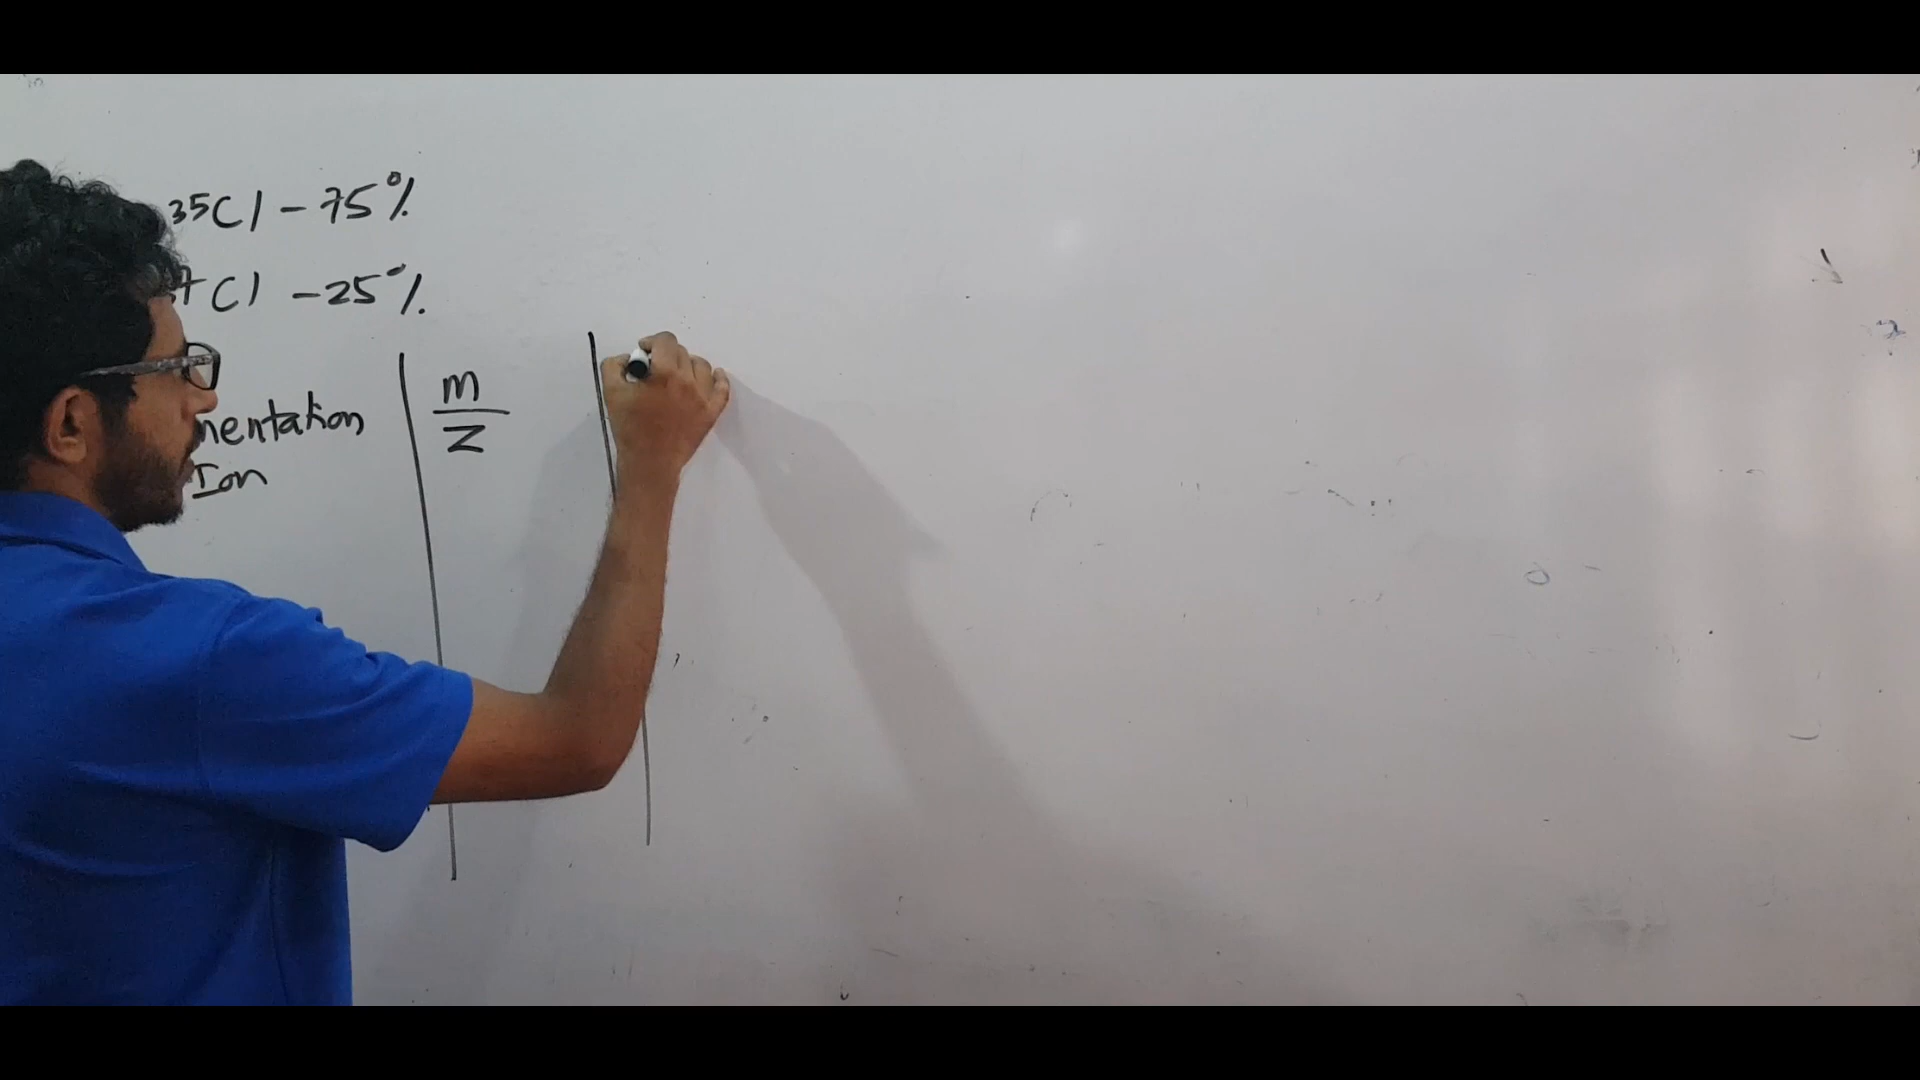 35Cl - 75%
7Cl - 25%.
mentation
Ion
m
z